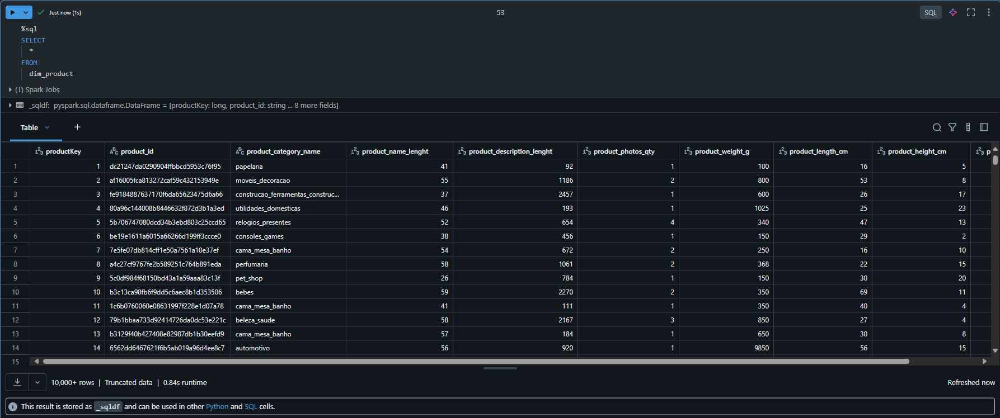 Just now (1s)
53
SQL
%sql
SELECT
*
FROM
dim_product
(1) Spark Jobs
_sqldf: pyspark.sql.dataframe.DataFrame = [productKey: long, product_id: string ... 8 more fields]
Table +
productKey product_id product_category_name product_name_lenght product_description_lenght product_photos_qty product_weight_g product_length_cm product_height_cm p
1 1 dc21247da0290904ffbbcd5953c76f95 papelaria 41 92 1 100 16 5
2 2 af16005fca813272caf59c432153949e moveis_decoracao 55 1186 2 800 53 8
3 3 fe9184887637170f6da65623475d6a66 construcao_ferramentas_construc... 37 2457 1 600 26 17
4 4 80a96c144008b8446632f872d3b1a3ed utilidades_domesticas 46 193 1 1025 25 23
5 5 5b706747080dcd34b3ebd803c25ccd65 relogios_presentes 52 654 4 340 47 13
6 6 be19e1611a6015a66266d199ff3ccce0 consoles_games 38 456 1 150 29 2
7 7 7e5fe07db814cff1e50a7561a10e37ef cama_mesa_banho 54 672 2 250 16 10
8 8 a4c27cf9767fe2b589251c764b891eda perfumaria 58 1061 2 368 22 15
9 9 5c0df984f68150bd43a1a59aaa83c13f pet_shop 26 784 1 150 30 20
10 10 b3c13ca98fb6f9dd5c6aec8b1d353506 bebes 59 2270 2 350 69 11
11 11 1c6b0760060e08631997f228e1d07a78 cama_mesa_banho 41 111 1 350 40 4
12 12 79b1bbaa733d92414726da0dc53e221c beleza_saude 58 2167 3 850 27 4
13 13 b3129f40b427408e82987db1b30eefd9 cama_mesa_banho 57 184 1 650 30 8
14 14 6562dd6467621f6b5ab019a96d4ee8c7 automotivo 56 920 1 9850 56 15
15
10,000+ rows | Truncated data | 0.84s runtime
Refreshed now
This result is stored as _sqldf and can be used in other Python and SQL cells.